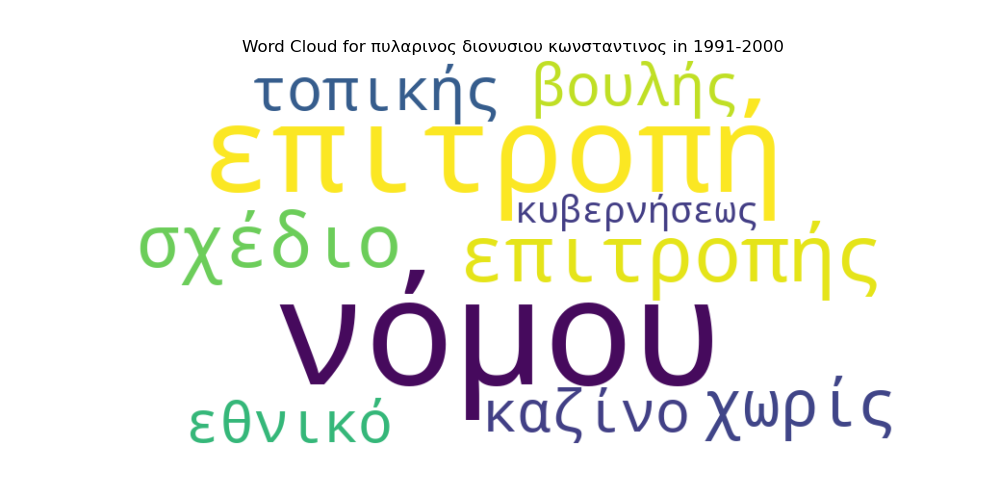 Word Cloud for πυλαρινος διονυσιου κωνσταντινος in 1991-2000
τοπικής βουλής
επιτροπή
κυβερνήσεως
σχέδιο επιτροπής
νόμου
εθνικό καζίνο χωρίς